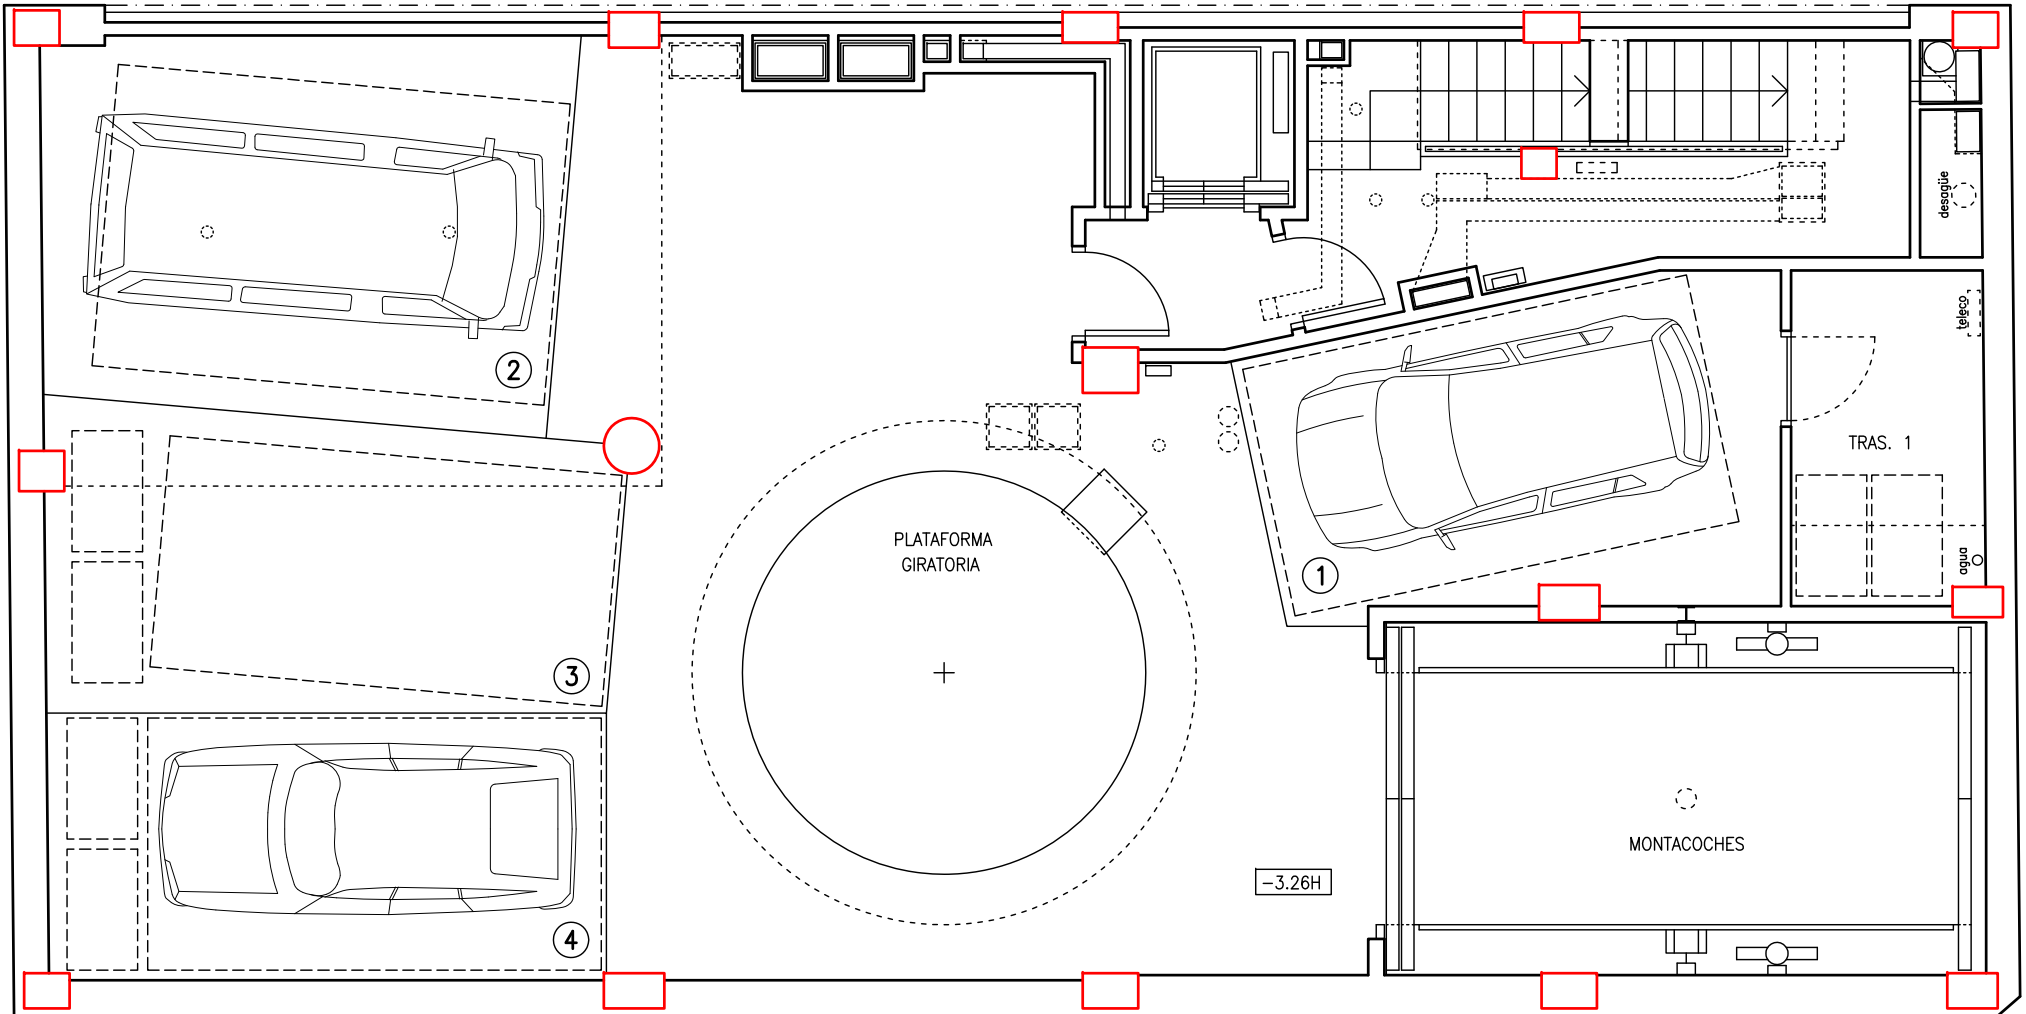 desagüe
teleco
2
TRAS. 1
PLATAFORMA
GIRATORIA
agua
1
3
MONTACOCHES
-3.26H
4